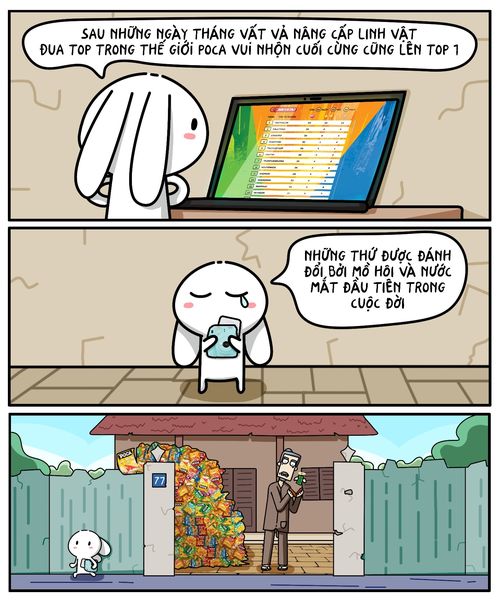 SAU NHỮNG NGÀY THÁNG VẤT VẢ NÂNG CẤP LINH VẬT
ĐUA TOP TRONG THẾ GIỚI POCA VUI NHỘN CUỐI CÙNG CŨNG LÊN TOP 1
NHỮNG THỨ ĐƯỢC ĐÁNH
ĐỔI BỞI MỒ HÔI VÀ NƯỚC
MẮT ĐẦU TIÊN TRONG
CUỘC ĐỜI
POCA
77